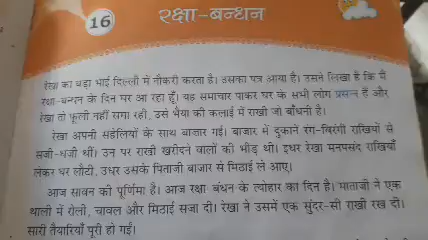 16
रक्षा-बन्धन
रेखा का बड़ा भाई दिल्ली में नौकरी करता है। उसका पत्र आया है। उसने लिखा है कि मैं
रक्षा-बन्धन के दिन घर आ रहा हूँ। यह समाचार पाकर घर के सभी लोग प्रसन्न हैं और
रेखा तो फूली नहीं समा रही, उसे भैया की कलाई में राखी जो बाँधनी है।
रेखा अपनी सहेलियों के साथ बाजार गई। बाजार में दुकानें रंग-बिरंगी राखियों से
सजी-धजी थीं। उन पर राखी खरीदने वालों की भीड़ थी। इधर रेखा मनपसंद राखियाँ
लेकर घर लौटी, उधर उसके पिताजी बाजार से मिठाई ले आए।
आज सावन की पूर्णिमा है। आज रक्षा बंधन के त्योहार का दिन है। माताजी ने एक
थाली में रोली, चावल और मिठाई सजा दी। रेखा ने उसमें एक सुंदर-सी राखी रख दी।
सारी तैयारियाँ पूरी हो गईं।